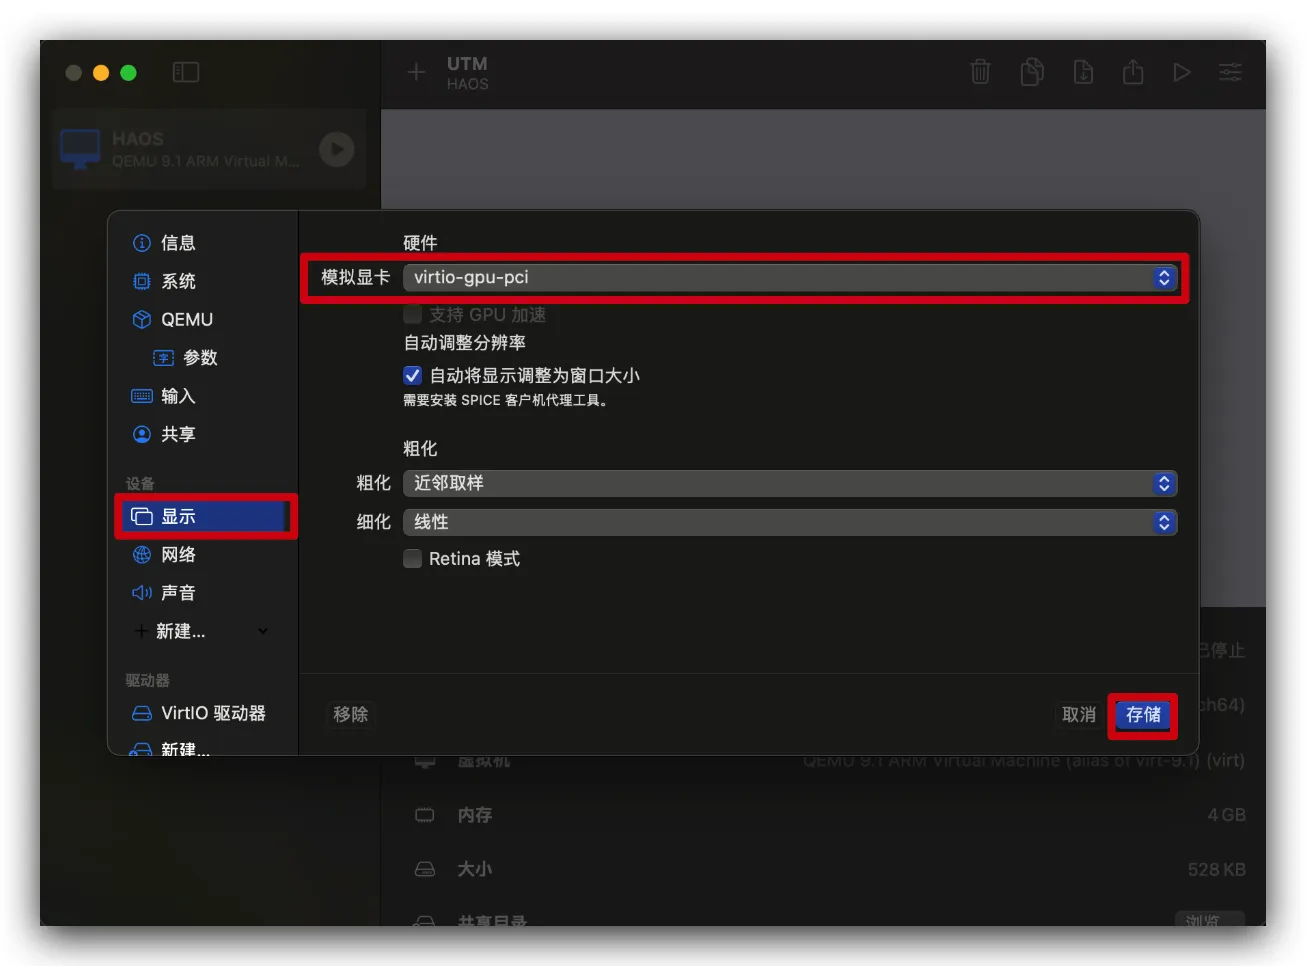 UTM
HAOS
HAOS
QEMU 9.1 ARM Virtual M...
信息
系统
QEMU
参数
输入
共享
设备
显示
网络
声音
新建...
驱动器
VirtIO 驱动器
新建...
硬件
模拟显卡 virtio-gpu-pci
支持 GPU 加速
自动调整分辨率
自动将显示调整为窗口大小
需要安装 SPICE 客户机代理工具。
粗化
粗化 近邻取样
细化 线性
Retina 模式
移除 取消 存储
已停止
ch64)
虚拟机 QEMU 9.1 ARM Virtual Machine (alias of virt-9.1) (virt)
内存 4 GB
大小 528 KB
共享目录 浏览